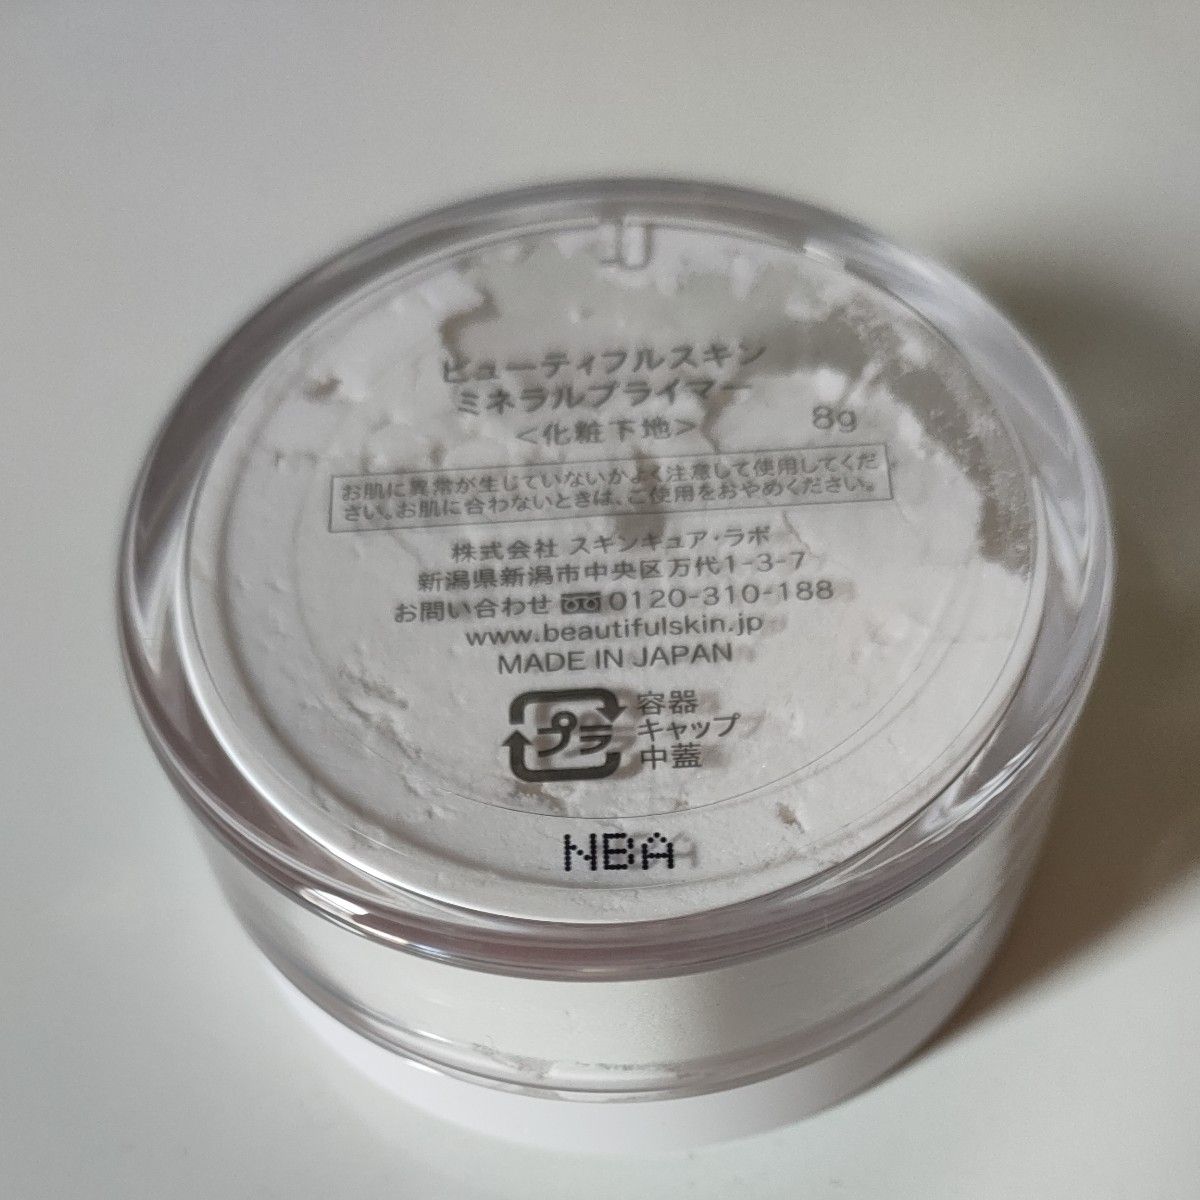 ビューティフルスキン
ミネラルプライマー
<化粧下地>
8g
お肌に異常が生じていないかよく注意して使用してくだ
さい。お肌に合わないときは、ご使用をおやめください。
株式会社 スキンキュア・ラボ
新潟県新潟市中央区万代1-3-7
お問い合わせ 0120-310-188
www.beautifulskin.jp
MADE IN JAPAN
プラ
容器
キャップ
中蓋
NBA